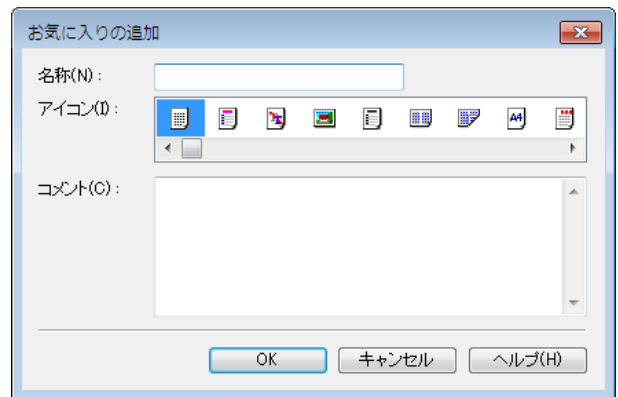 お気に入りの追加
名称(N) :
アイコン(I) :
A4
コメント(C) :
OK キャンセル ヘルプ(H)